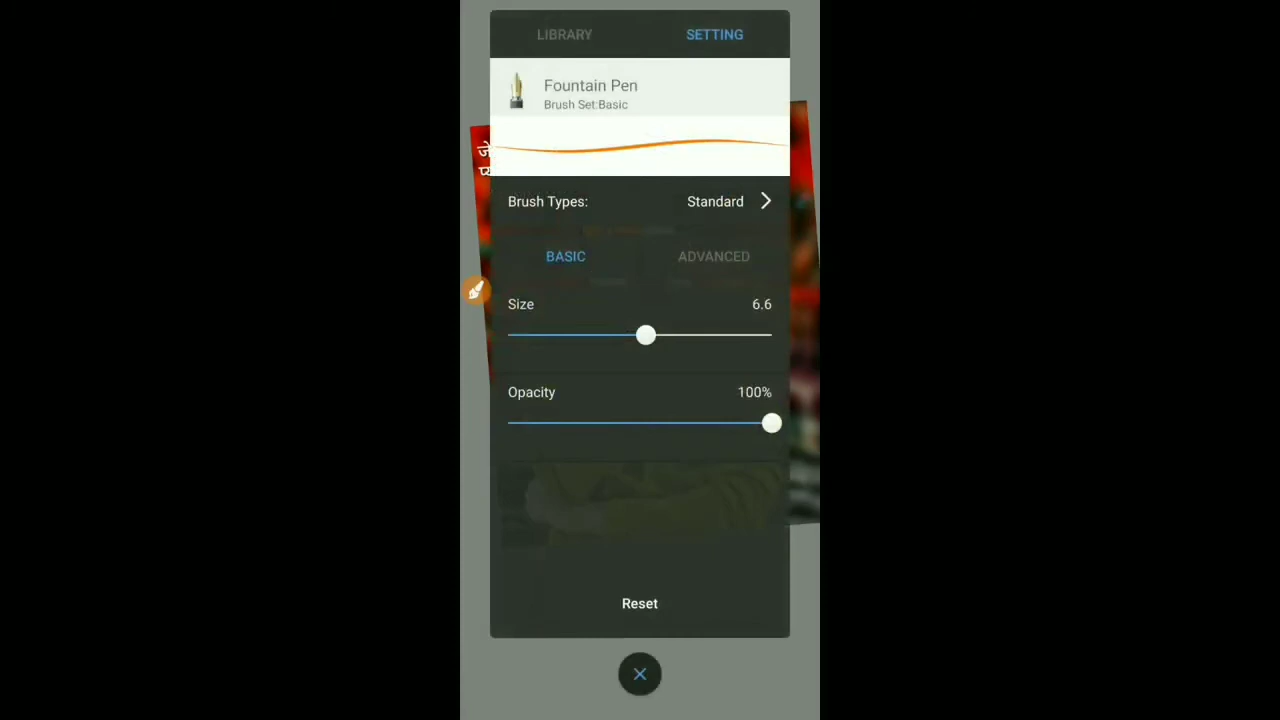 LIBRARY SETTING
Fountain Pen
Brush Set:Basic
जे
Brush Types: Standard
BASIC ADVANCED
Size 6.6
Opacity 100%
Reset